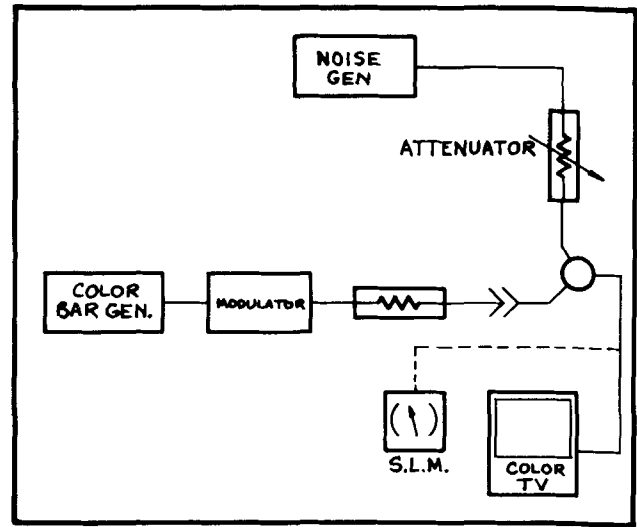 NOISE
GEN
ATTENUATOR
COLOR
BAR GEN.
MODULATOR
S.L.M.
COLOR
TV